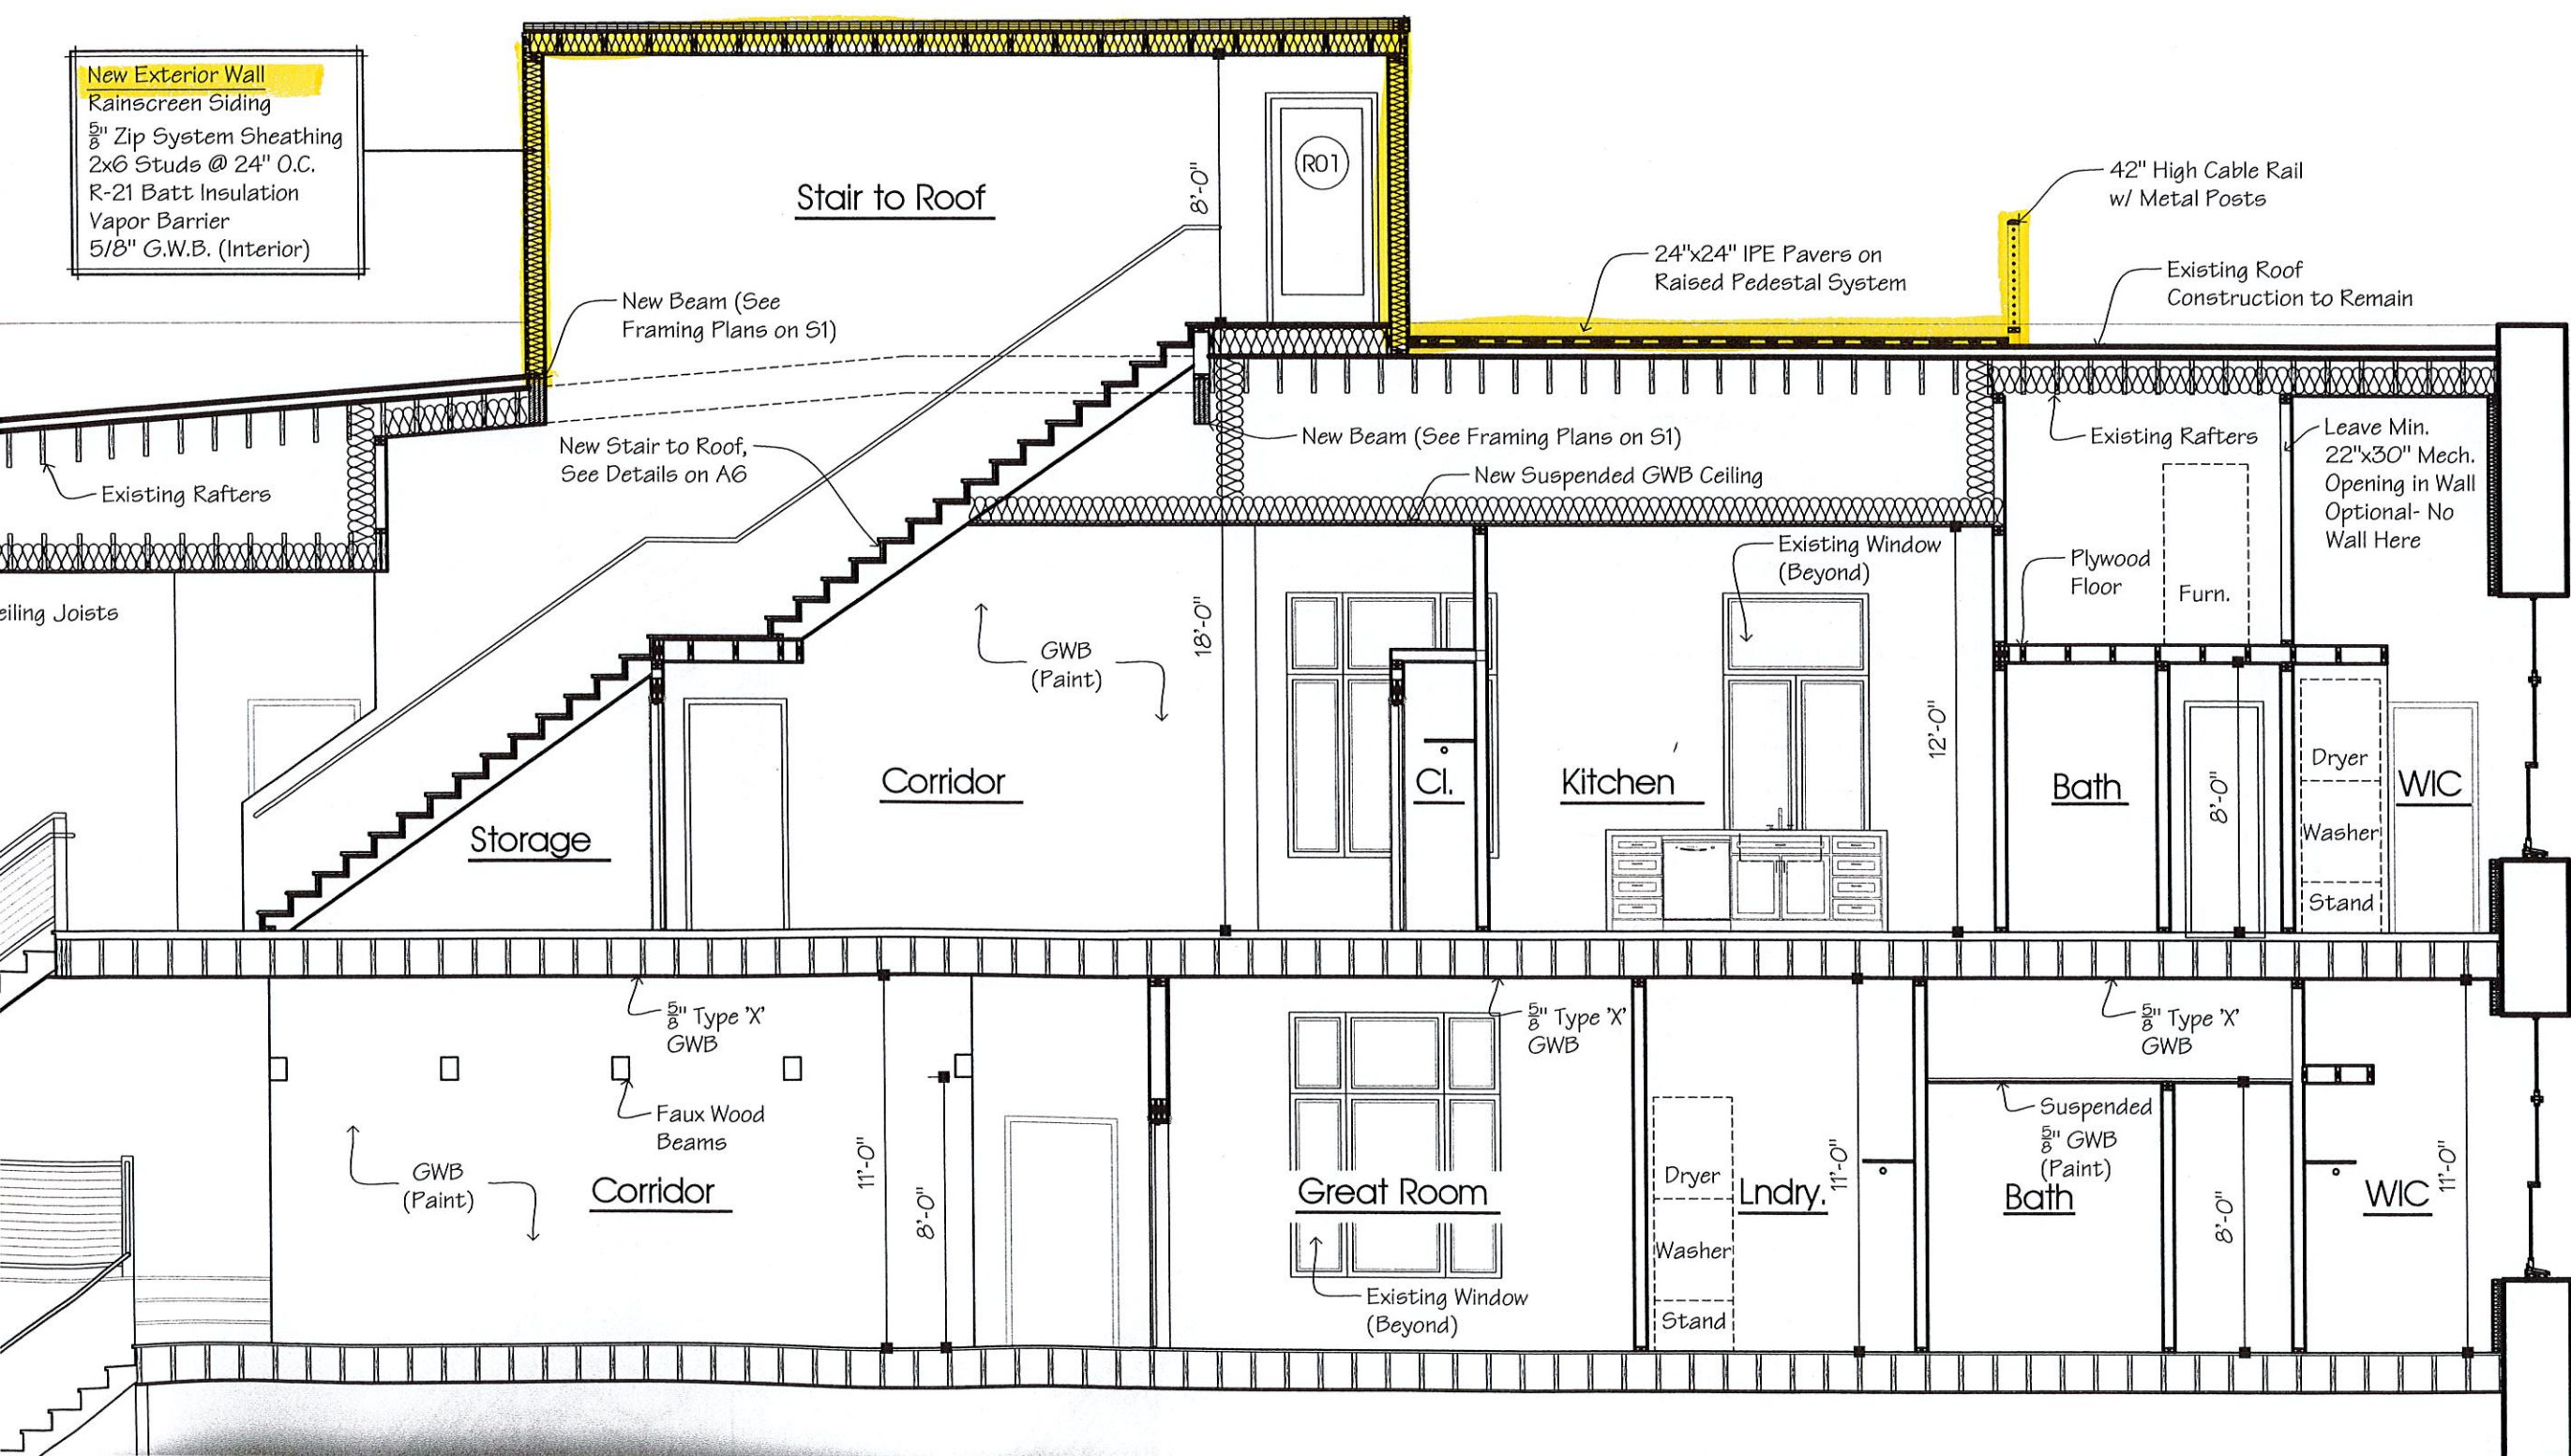 New Exterior Wall
Rainscreen Siding
5/8" Zip System Sheathing
2x6 Studs @ 24" O.C.
R-21 Batt Insulation
Vapor Barrier
5/8" G.W.B. (Interior)
Stair to Roof
8'-0"
R01
42" High Cable Rail
w/ Metal Posts
24"x24" IPE Pavers on
Raised Pedestal System
Existing Roof
Construction to Remain
New Beam (See
Framing Plans on S1)
New Stair to Roof,
See Details on A6
New Beam (See Framing Plans on S1)
New Suspended GWB Ceiling
Existing Rafters
Existing Rafters
Leave Min.
22"x30" Mech.
Opening in Wall
Optional- No
Wall Here
Existing Window
(Beyond)
Plywood
Floor
Furn.
Joists
18'-0"
GWB
(Paint)
12'-0"
Corridor
Cl.
Kitchen
Bath
8'-0"
Dryer
Washer
Stand
WIC
Storage
5/8" Type 'X'
GWB
5/8" Type 'X'
GWB
5/8" Type 'X'
GWB
Faux Wood
Beams
GWB
(Paint)
Corridor
11'-0"
8'-0"
Great Room
Existing Window
(Beyond)
Dryer
Washer
Stand
Lndry.
11'-0"
Suspended
5/8" GWB
(Paint)
Bath
8'-0"
WIC
11'-0"